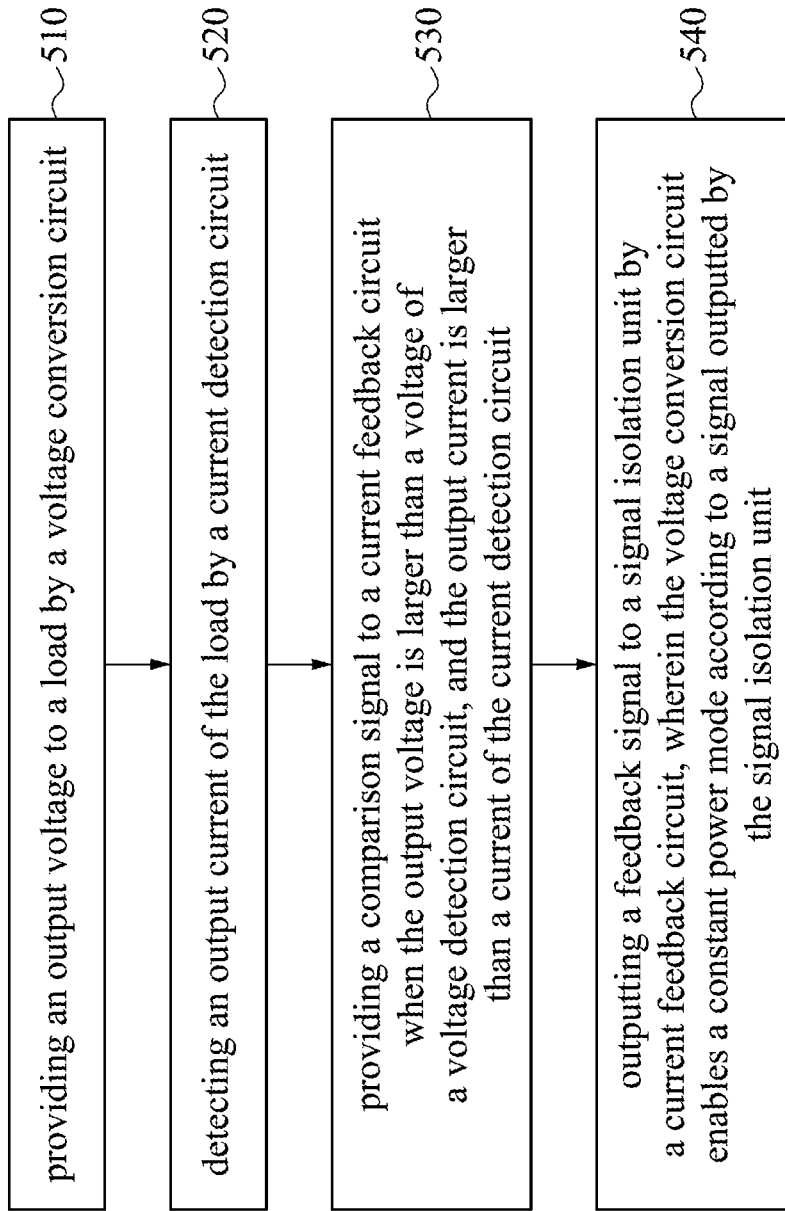 providing an output voltage to a load by a voltage conversion circuit
510
detecting an output current of the load by a current detection circuit
520
providing a comparison signal to a current feedback circuit
when the output voltage is larger than a voltage of
a voltage detection circuit, and the output current is larger
than a current of the current detection circuit
530
outputting a feedback signal to a signal isolation unit by
a current feedback circuit, wherein the voltage conversion circuit
enables a constant power mode according to a signal outputted by
the signal isolation unit
540